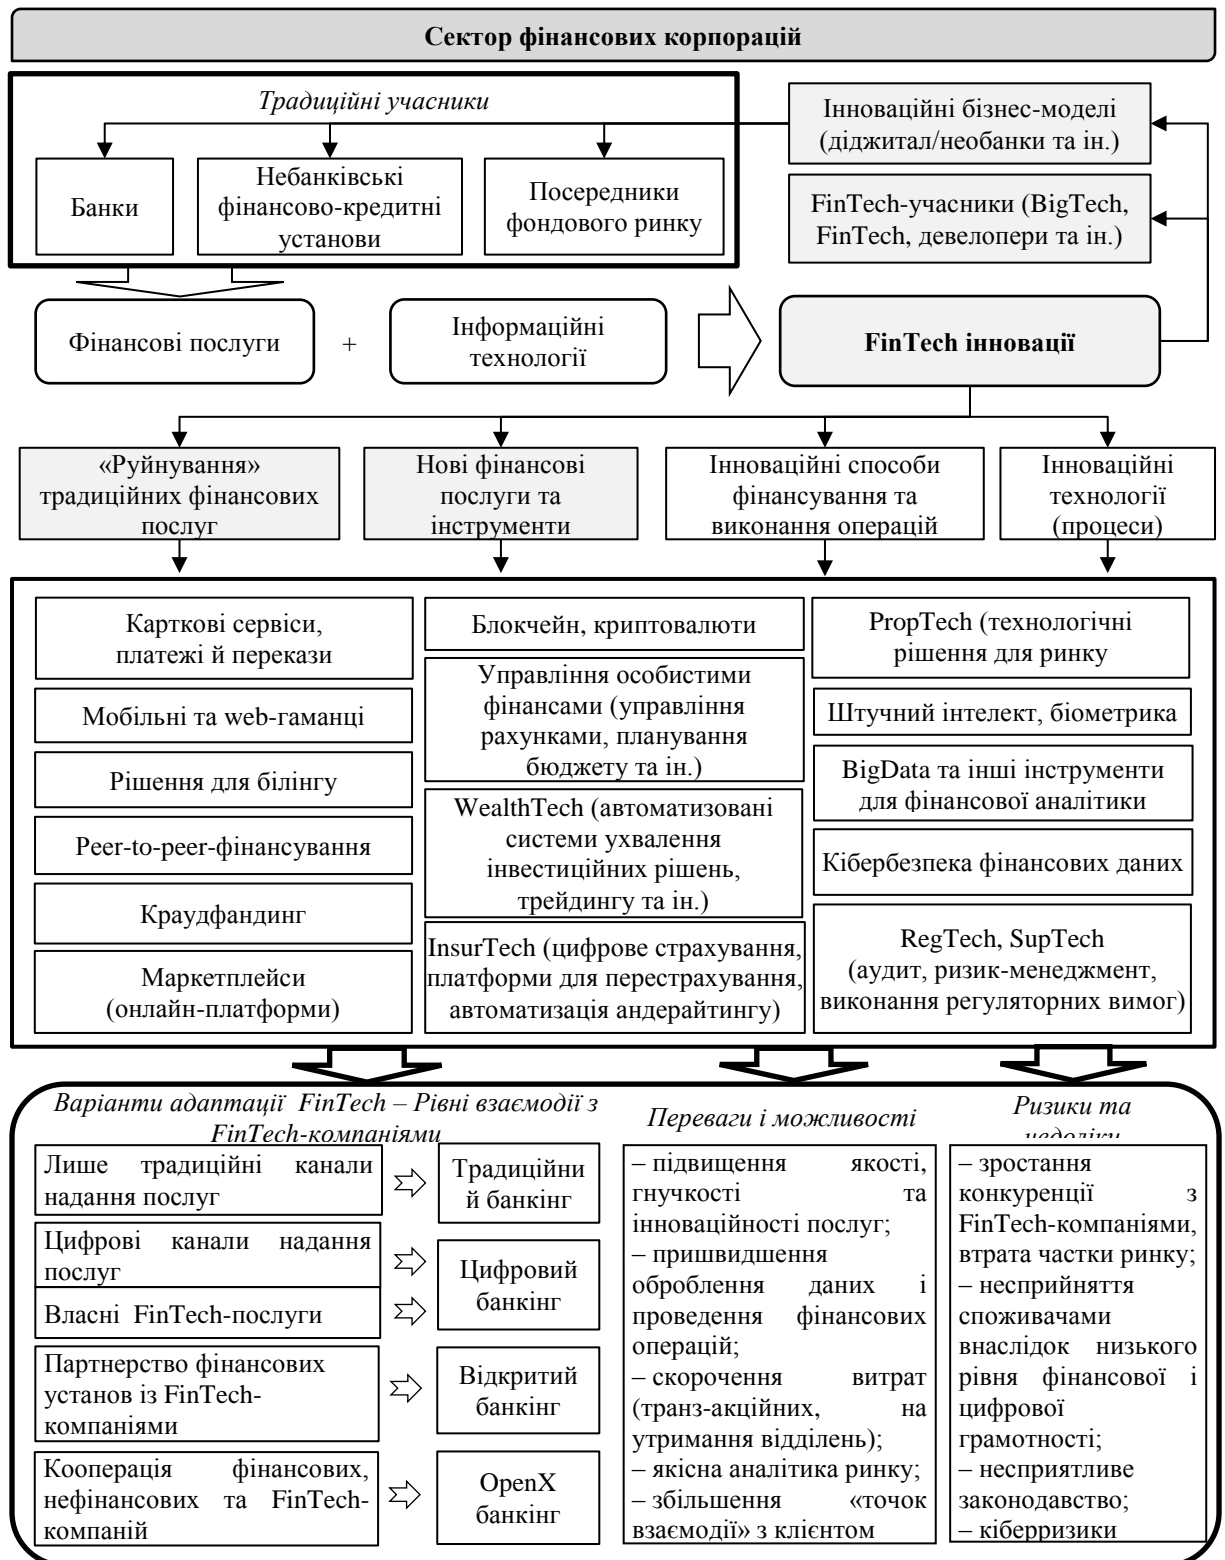 Сектор фінансових корпорацій
Традиційні учасники
Банки
Небанківські
фінансово-кредитні
установи
Посередники
фондового ринку
Інноваційні бізнес-моделі
(діджитал/необанки та ін.)
FinTech-учасники (BigTech,
FinTech, девелопери та ін.)
Фінансові послуги
+
Інформаційні
технології
FinTech інновації
«Руйнування»
традиційних фінансових
послуг
Нові фінансові
послуги та
інструменти
Інноваційні способи
фінансування та
виконання операцій
Інноваційні
технології
(процеси)
Карткові сервіси,
платежі й перекази
Мобільні та web-гаманці
Рішення для білінгу
Peer-to-peer-фінансування
Краудфандинг
Маркетплейси
(онлайн-платформи)
Блокчейн, криптовалюти
Управління особистими
фінансами (управління
рахунками, планування
бюджету та ін.)
WealthTech (автоматизовані
системи ухвалення
інвестиційних рішень,
трейдингу та ін.)
InsurTech (цифрове страхування,
платформи для перестрахування,
автоматизація андерайтингу)
PropTech (технологічні
рішення для ринку
Штучний інтелект, біометрика
BigData та інші інструменти
для фінансової аналітики
Кібербезпека фінансових даних
RegTech, SupTech
(аудит, ризик-менеджмент,
виконання регуляторних вимог)
Варіанти адаптації FinTech – Рівні взаємодії з
FinTech-компаніями
Лише традиційні канали
надання послуг
Традиційни
й банкінг
Цифрові канали надання
послуг
Власні FinTech-послуги
Цифровий
банкінг
Партнерство фінансових
установ із FinTech-
компаніями
Відкритий
банкінг
Кооперація фінансових,
нефінансових та FinTech-
компаній
OpenX
банкінг
Переваги і можливості
– підвищення якості,
гнучкості та
інноваційності послуг;
– пришвидшення
оброблення даних і
проведення фінансових
операцій;
– скорочення витрат
(транз-акційних, на
утримання відділень);
– якісна аналітика ринку;
– збільшення «точок
взаємодії» з клієнтом
Ризики та
– зростання
конкуренції з
FinTech-компаніями,
втрата частки ринку;
– несприйняття
споживачами
внаслідок низького
рівня фінансової і
цифрової
грамотності;
– несприятливе
законодавство;
– кіберризики